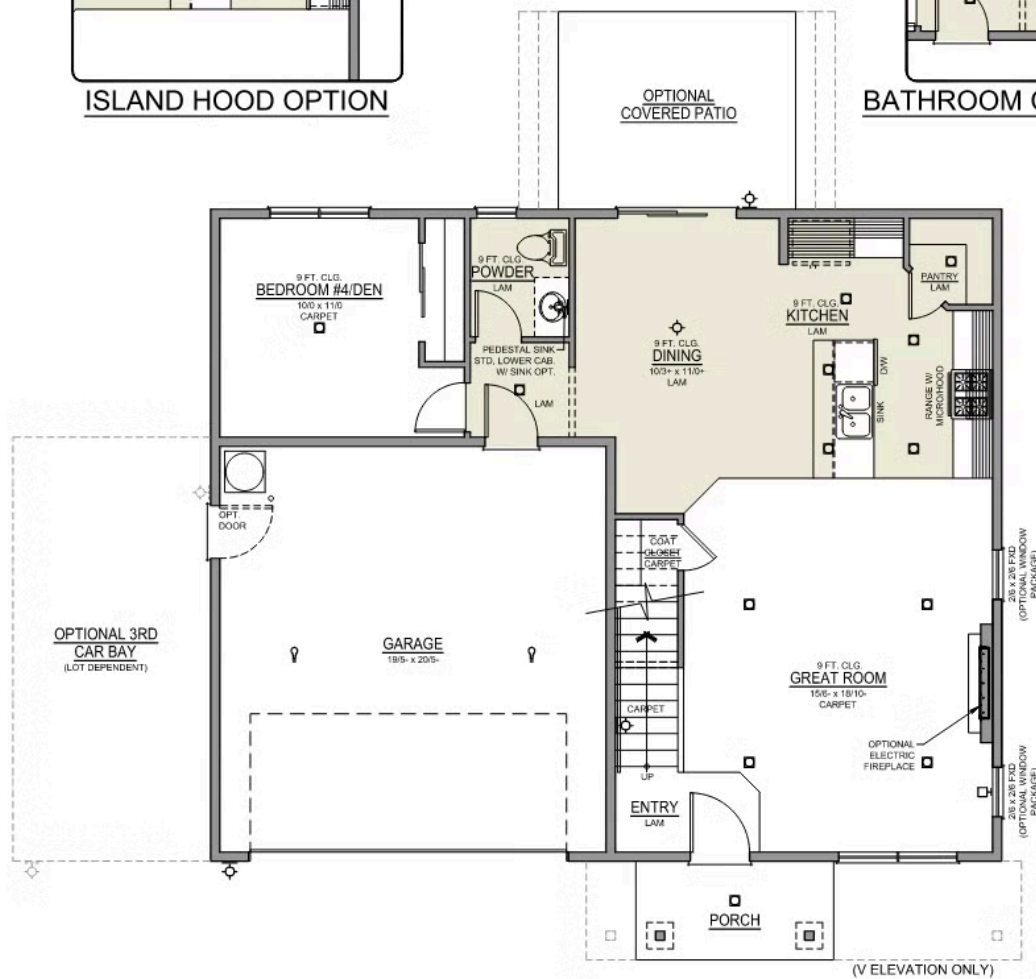 ISLAND HOOD OPTION
BATHROOM
OPTIONAL
COVERED PATIO
9 FT. CLG.
BEDROOM #4/DEN
10/0 x 11/0
CARPET
9 FT. CLG.
POWDER
LAM
PEDESTAL SINK
STD, LOWER CAB.
W/ SINK OPT.
LAM
9 FT. CLG.
DINING
10/3+ x 11/0+
LAM
9 FT. CLG.
KITCHEN
LAM
PANTRY
LAM
D/W
SINK
RANGE W/
MICRO/HOOD
OPT.
DOOR
COAT
CLOSET
CARPET
OPTIONAL 3RD
CAR BAY
(LOT DEPENDENT)
GARAGE
19/5- x 20/5-
CARPET
UP
ENTRY
LAM
9 FT. CLG.
GREAT ROOM
15/6- x 18/10-
CARPET
OPTIONAL
ELECTRIC
FIREPLACE
2/6 x 2/6 FXD
(OPTIONAL WINDOW
PACKAGE)
2/6 x 2/6 FXD
(OPTIONAL WINDOW
PACKAGE)
PORCH
(V ELEVATION ONLY)